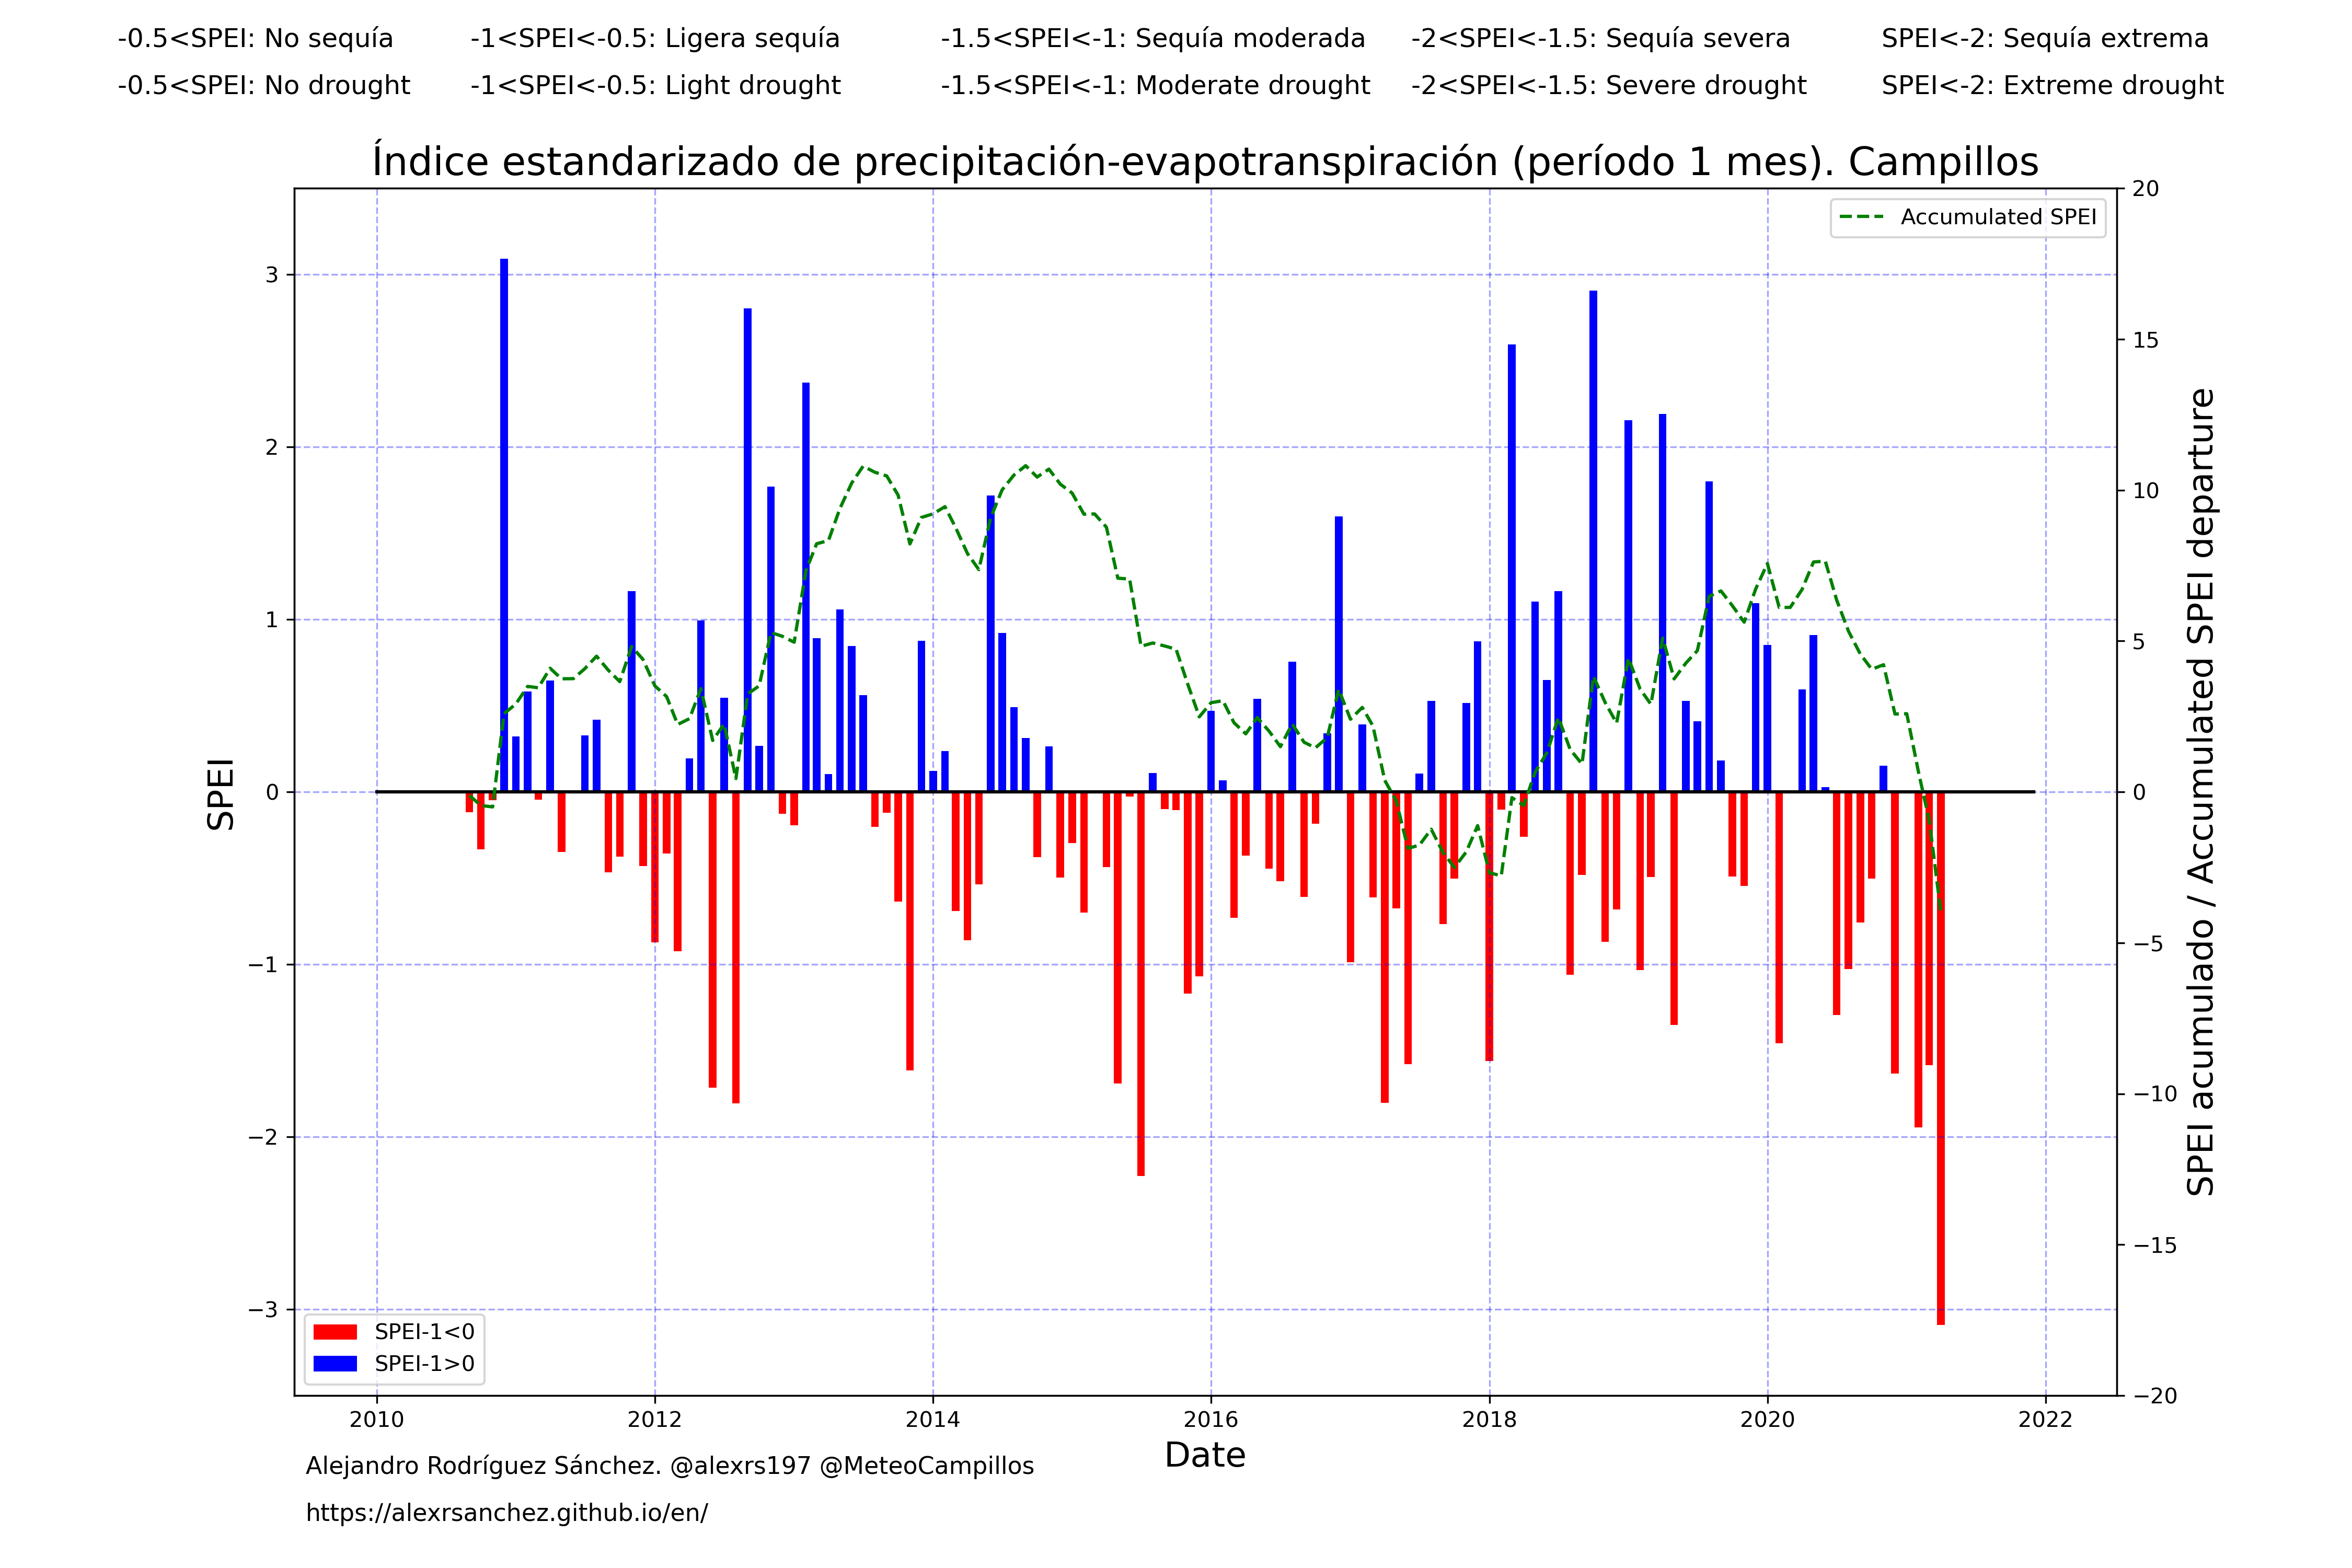 -0.5<SPEI: No sequía -1<SPEI<-0.5: Ligera sequía -1.5<SPEI<-1: Sequía moderada -2<SPEI<-1.5: Sequía severa SPEI<-2: Sequía extrema
-0.5<SPEI: No drought -1<SPEI<-0.5: Light drought -1.5<SPEI<-1: Moderate drought -2<SPEI<-1.5: Severe drought SPEI<-2: Extreme drought
Índice estandarizado de precipitación-evapotranspiración (período 1 mes). Campillos
Accumulated SPEI
SPEI
3
2
1
0
−1
−2
−3
20
15
10
5
0
−5
−10
−15
−20
SPEI acumulado / Accumulated SPEI departure
SPEI-1<0
SPEI-1>0
2010 2012 2014 2016 2018 2020 2022
Date
Alejandro Rodríguez Sánchez. @alexrs197 @MeteoCampillos
https://alexrsanchez.github.io/en/